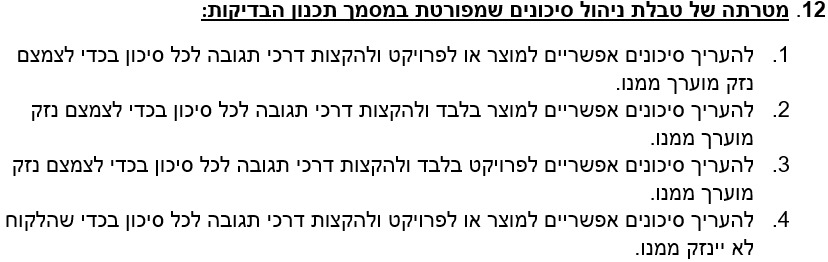 12. מטרתה של טבלת ניהול סיכונים שמפורטת במסמך תכנון הבדיקות:
1. להעריך סיכונים אפשריים למוצר או לפרויקט ולהקצות דרכי תגובה לכל סיכון בכדי לצמצם
נזק מוערך ממנו.
2. להעריך סיכונים אפשריים למוצר בלבד ולהקצות דרכי תגובה לכל סיכון בכדי לצמצם נזק
מוערך ממנו.
3. להעריך סיכונים אפשריים לפרויקט בלבד ולהקצות דרכי תגובה לכל סיכון בכדי לצמצם נזק
מוערך ממנו.
4. להעריך סיכונים אפשריים למוצר או לפרויקט ולהקצות דרכי תגובה לכל סיכון בכדי שהלקוח
לא יינזק ממנו.